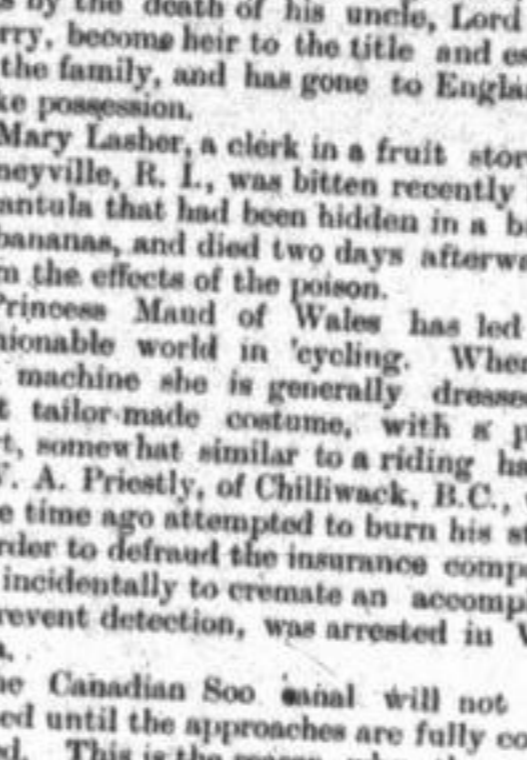 s by the death of his uncle, Lord
rry, become heir to the title and es
the family, and has gone to Englan
ke possession.
Mary Lasher, a clerk in a fruit stor
neyville, R. I., was bitten recently
antula that had been hidden in a b
bananas, and died two days afterwa
m the effects of the poison.
Princess Maud of Wales has led
hionable world in 'cycling. When
machine she is generally dressed
t tailor-made costume, with a p
rt, somewhat similar to a riding ha
V. A. Priestly, of Chilliwack, B.C.,
e time ago attempted to burn his st
rder to defraud the insurance compa
incidentally to cremate an accomp
revent detection, was arrested in V
a.
he Canadian Soo canal will not
ed until the approaches are fully co
ed. This is the reason